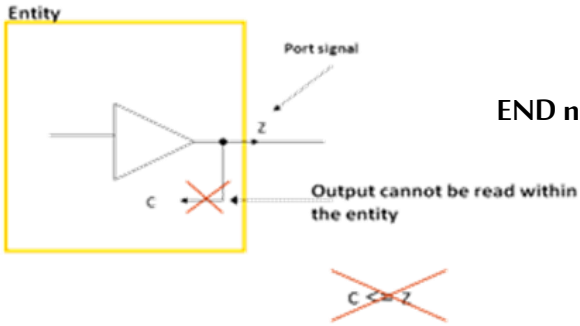 Entity
Port signal
END n
Z
C
Output cannot be read within
the entity
C <= Z